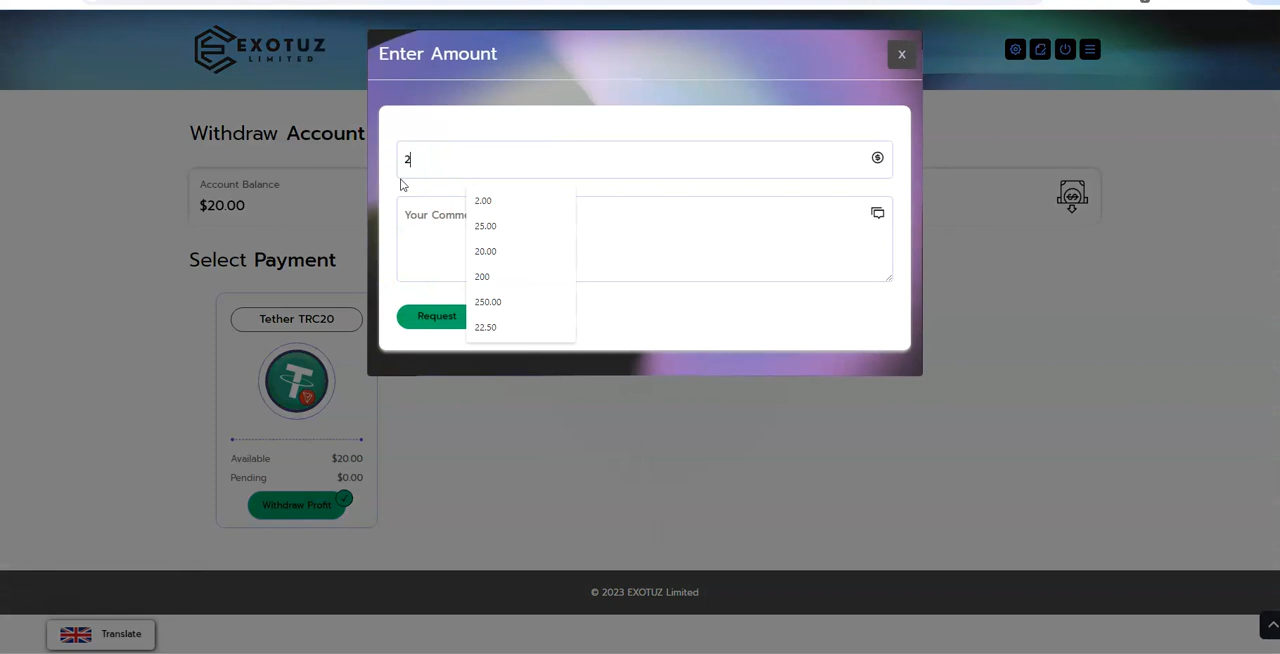 EXOTUZ
LIMITED
Enter Amount
X
Withdraw Account
2
Account Balance
$20.00
Your Comme
2.00
25.00
20.00
200
250.00
22.50
Request
Select Payment
Tether TRC20
Available $20.00
Pending $0.00
Withdraw Profit
© 2023 EXOTUZ Limited
Translate